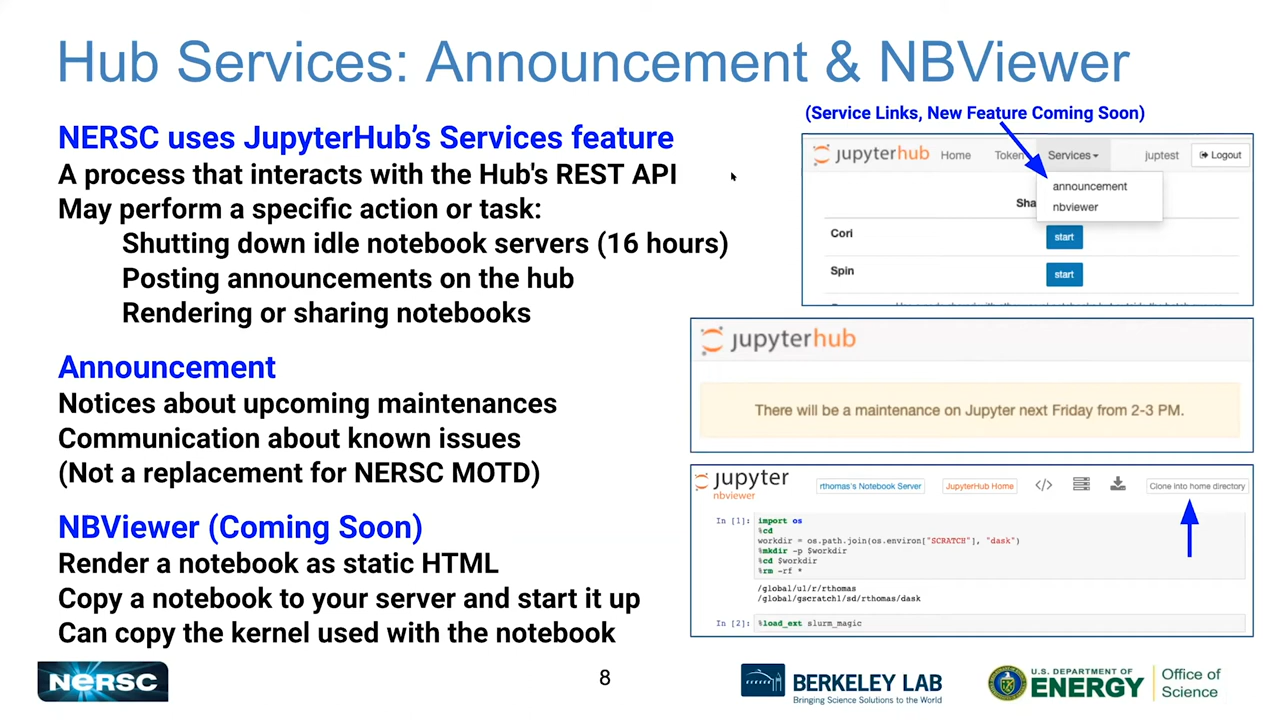 Hub Services: Announcement & NBViewer
NERSC uses JupyterHub's Services feature
A process that interacts with the Hub's REST API
May perform a specific action or task:
Shutting down idle notebook servers (16 hours)
Posting announcements on the hub
Rendering or sharing notebooks
Announcement
Notices about upcoming maintenances
Communication about known issues
(Not a replacement for NERSC MOTD)
NBViewer (Coming Soon)
Render a notebook as static HTML
Copy a notebook to your server and start it up
Can copy the kernel used with the notebook
(Service Links, New Feature Coming Soon)
jupyterhub Home Token Services juptest Logout
announcement
nbviewer
Sha
Cori start
Spin start
jupyterhub
There will be a maintenance on Jupyter next Friday from 2-3 PM.
jupyter
nbviewer
rthomas's Notebook Server JupyterHub Home </> Clone into home directory
In [1]: import os
%cd
workdir = os.path.join(os.environ["SCRATCH"], "dask")
%mkdir -p $workdir
%cd $workdir
%rm -rf *
/global/u1/r/rthomas
/global/gscratch1/sd/rthomas/dask
In [2]: %load_ext slurm_magic
NERSC
8
BERKELEY LAB
Bringing Science Solutions to the World
U.S. DEPARTMENT OF
ENERGY
Office of
Science